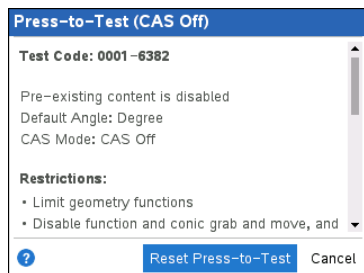 Press-to-Test (CAS Off)
Test Code: 0001-6382
Pre-existing content is disabled
Default Angle: Degree
CAS Mode: CAS Off
Restrictions:
• Limit geometry functions
• Disable function and conic grab and move, and
?
Reset Press-to-Test Cancel